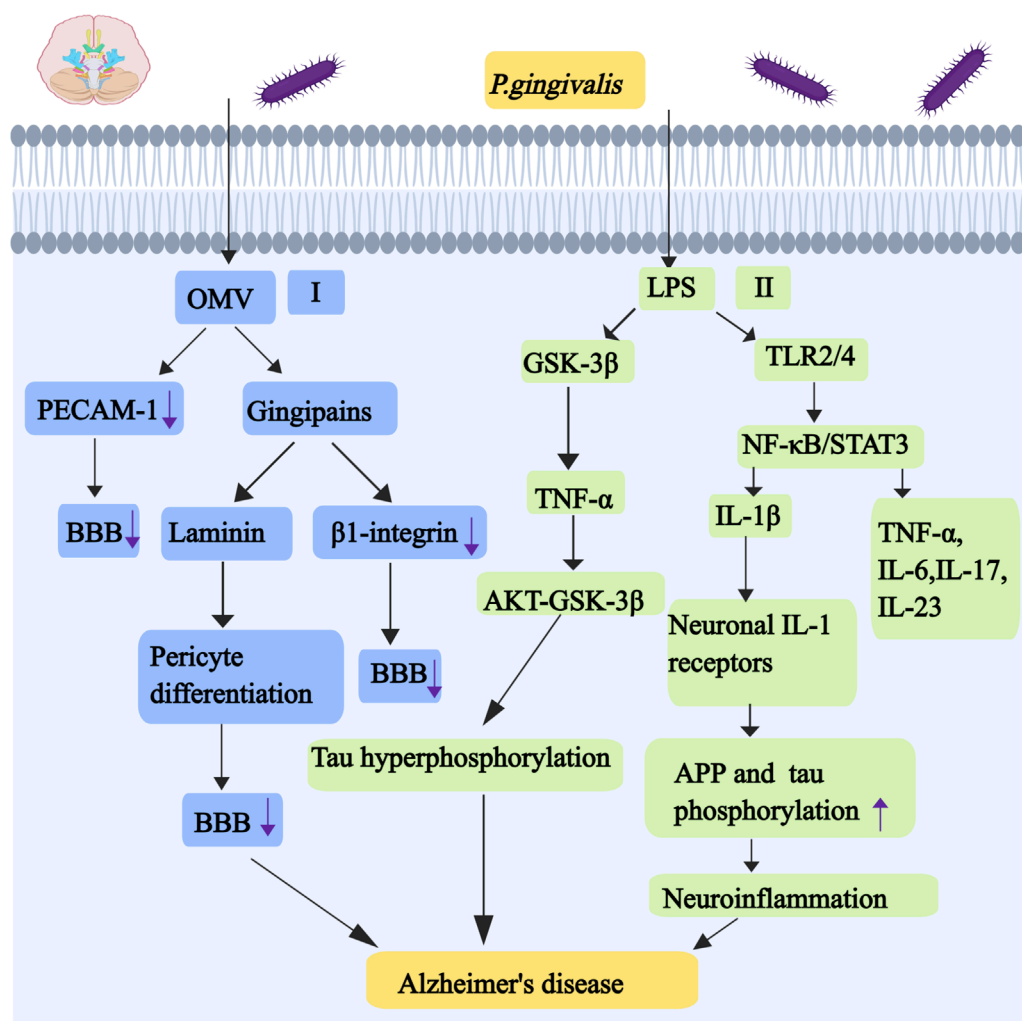 P.gingivalis
OMV
I
LPS
II
PECAM-1
Gingipains
GSK-3β
TLR2/4
NF-κB/STAT3
BBB
Laminin
β1-integrin
TNF-α
IL-1β
TNF-α,
IL-6,IL-17,
IL-23
AKT-GSK-3β
Neuronal IL-1
receptors
Pericyte
differentiation
BBB
Tau hyperphosphorylation
APP and tau
phosphorylation
BBB
Neuroinflammation
Alzheimer's disease